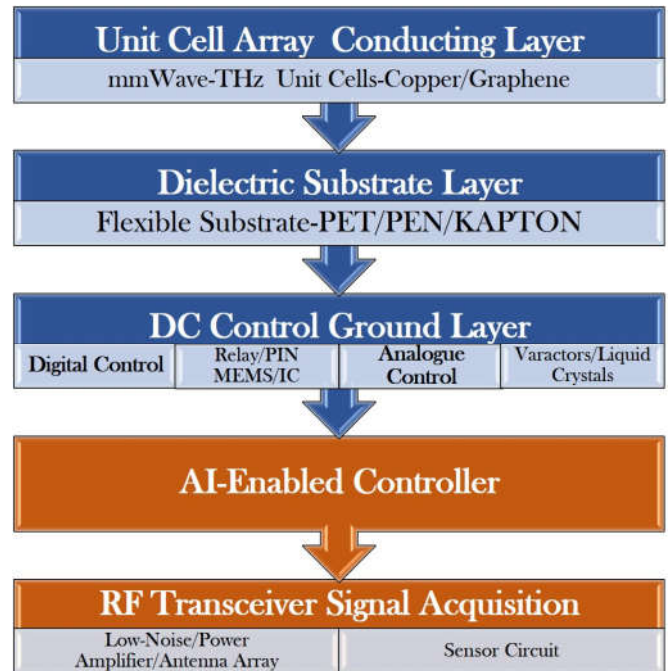 Unit Cell Array Conducting Layer
mmWave-THz Unit Cells-Copper/Graphene
Dielectric Substrate Layer
Flexible Substrate-PET/PEN/KAPTON
DC Control Ground Layer
Digital Control
Relay/PIN
MEMS/IC
Analogue
Control
Varactors/Liquid
Crystals
AI-Enabled Controller
RF Transceiver Signal Acquisition
Low-Noise/Power
Amplifier/Antenna Array
Sensor Circuit